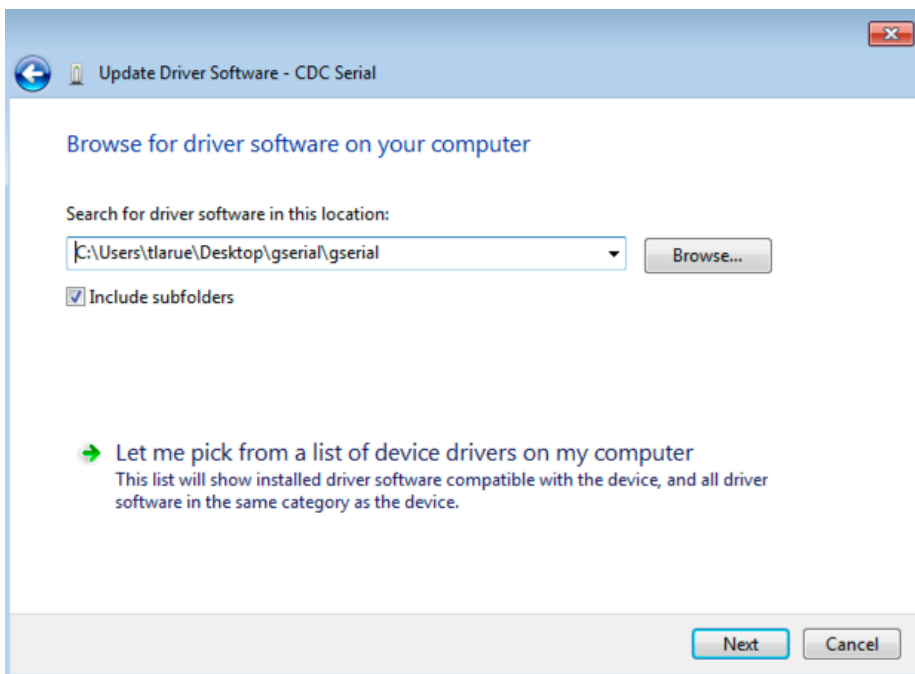 Update Driver Software - CDC Serial
Browse for driver software on your computer
Search for driver software in this location:
C:\Users\tlarue\Desktop\gserial\gserial
Browse...
Include subfolders
Let me pick from a list of device drivers on my computer
This list will show installed driver software compatible with the device, and all driver
software in the same category as the device.
Next
Cancel